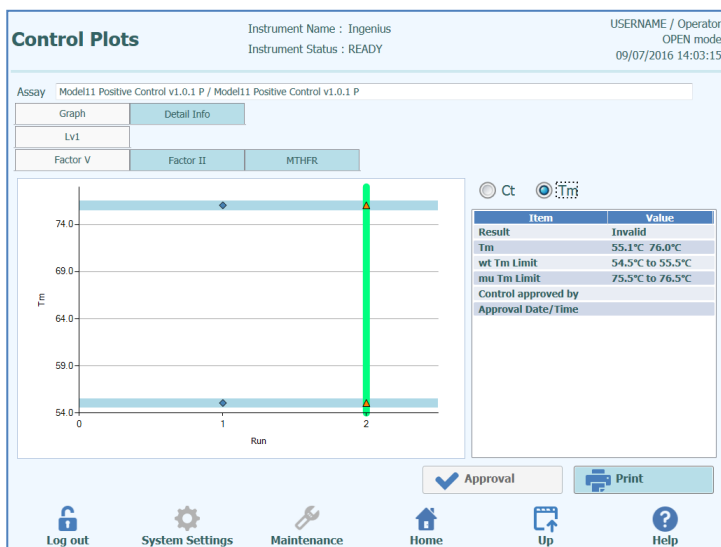 Control Plots
Instrument Name : Ingenius
Instrument Status : READY
USERNAME / Operator
OPEN mode
09/07/2016 14:03:15
Assay Model11 Positive Control v1.0.1 P / Model11 Positive Control v1.0.1 P
Graph Detail Info
Lv1
Factor V Factor II MTHFR
Ct Tm
74.0
69.0
64.0
59.0
54.0
Tm
0 1 2
Run
Item Value
Result Invalid
Tm 55.1°C 76.0°C
wt Tm Limit 54.5°C to 55.5°C
mu Tm Limit 75.5°C to 76.5°C
Control approved by
Approval Date/Time
Approval Print
Log out System Settings Maintenance Home Up Help